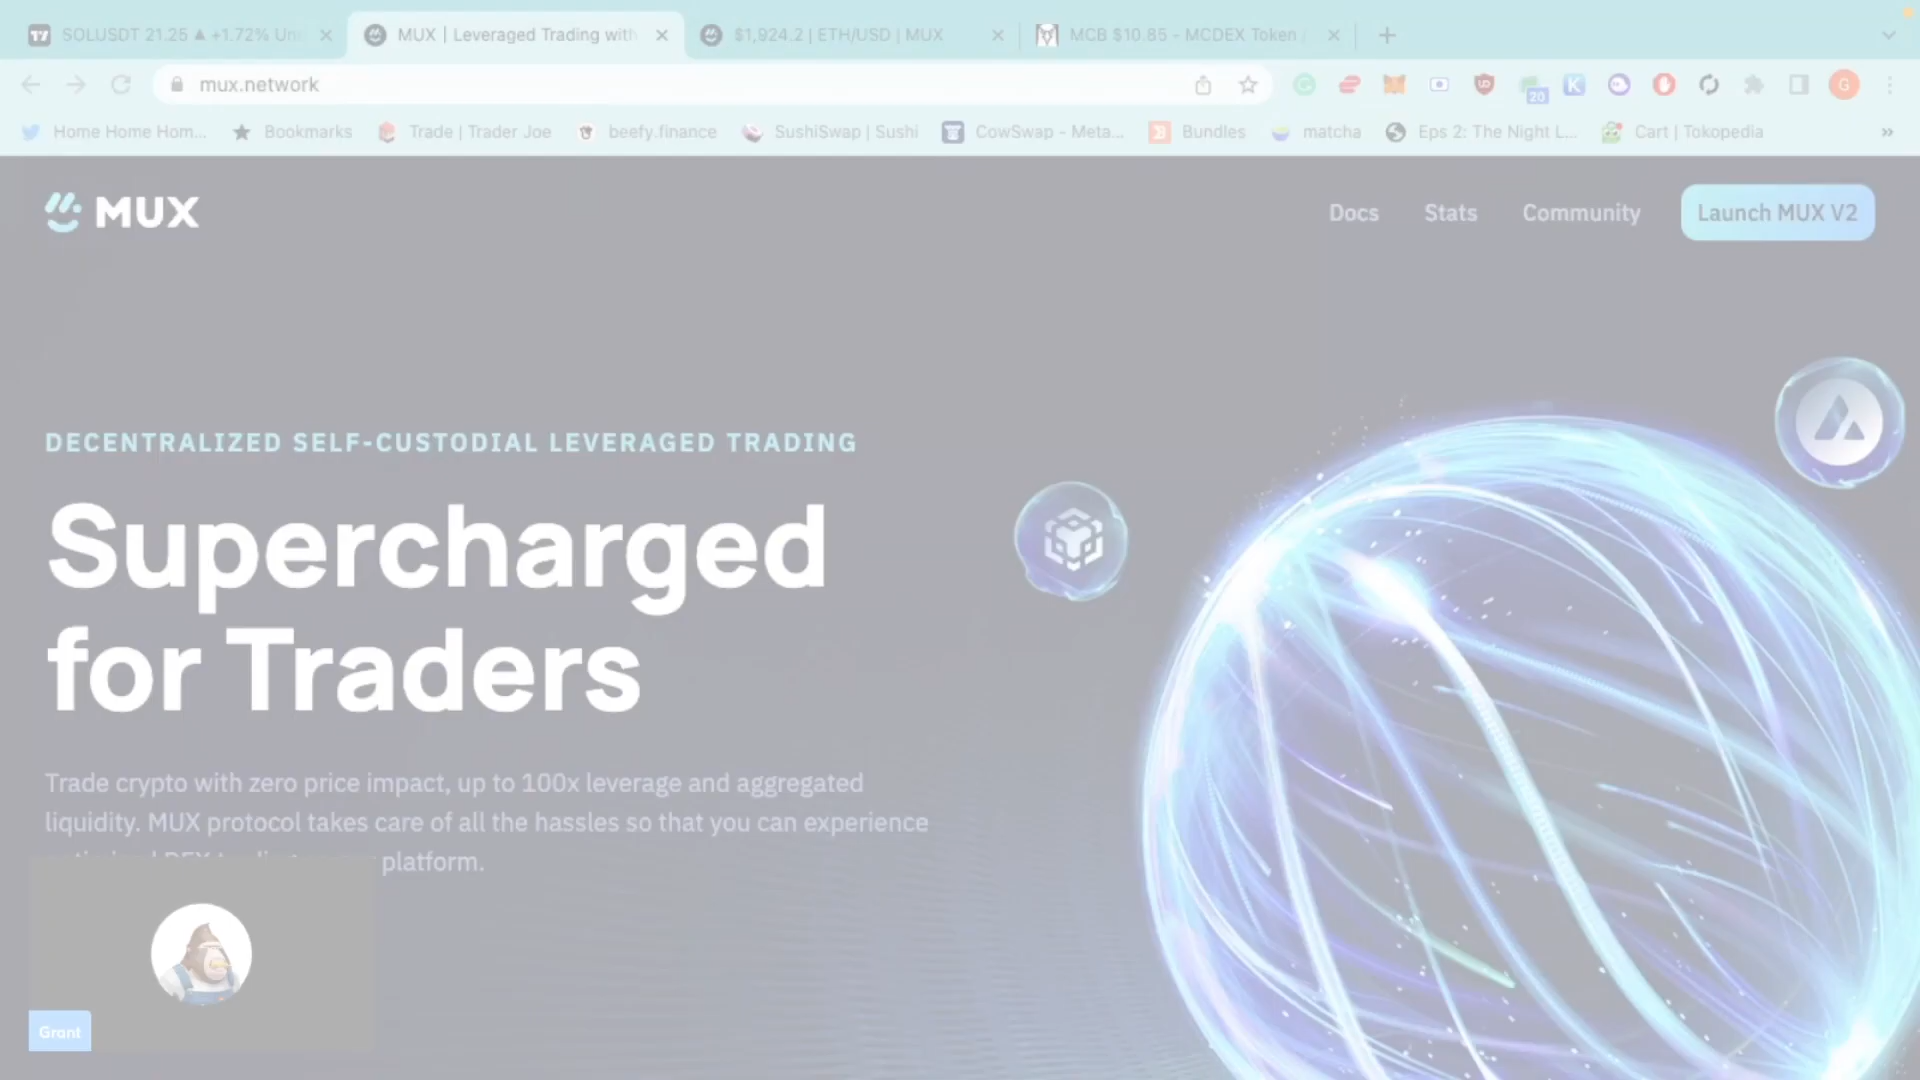 SOLUSDT 21.25 ▲ +1.72% Un
MUX | Leveraged Trading with
$1,924.2 | ETH/USD | MUX
MCB $10.85 - MCDEX Token
mux.network
20
K
G
Home Home Hom...
Bookmarks
Trade | Trader Joe
beefy.finance
SushiSwap | Sushi
CowSwap - Meta...
Bundles
matcha
Eps 2: The Night L...
Cart | Tokopedia
»
MUX
Docs
Stats
Community
Launch MUX V2
DECENTRALIZED SELF-CUSTODIAL LEVERAGED TRADING
Supercharged
for Traders
Trade crypto with zero price impact, up to 100x leverage and aggregated
liquidity. MUX protocol takes care of all the hassles so that you can experience
platform.
Grant